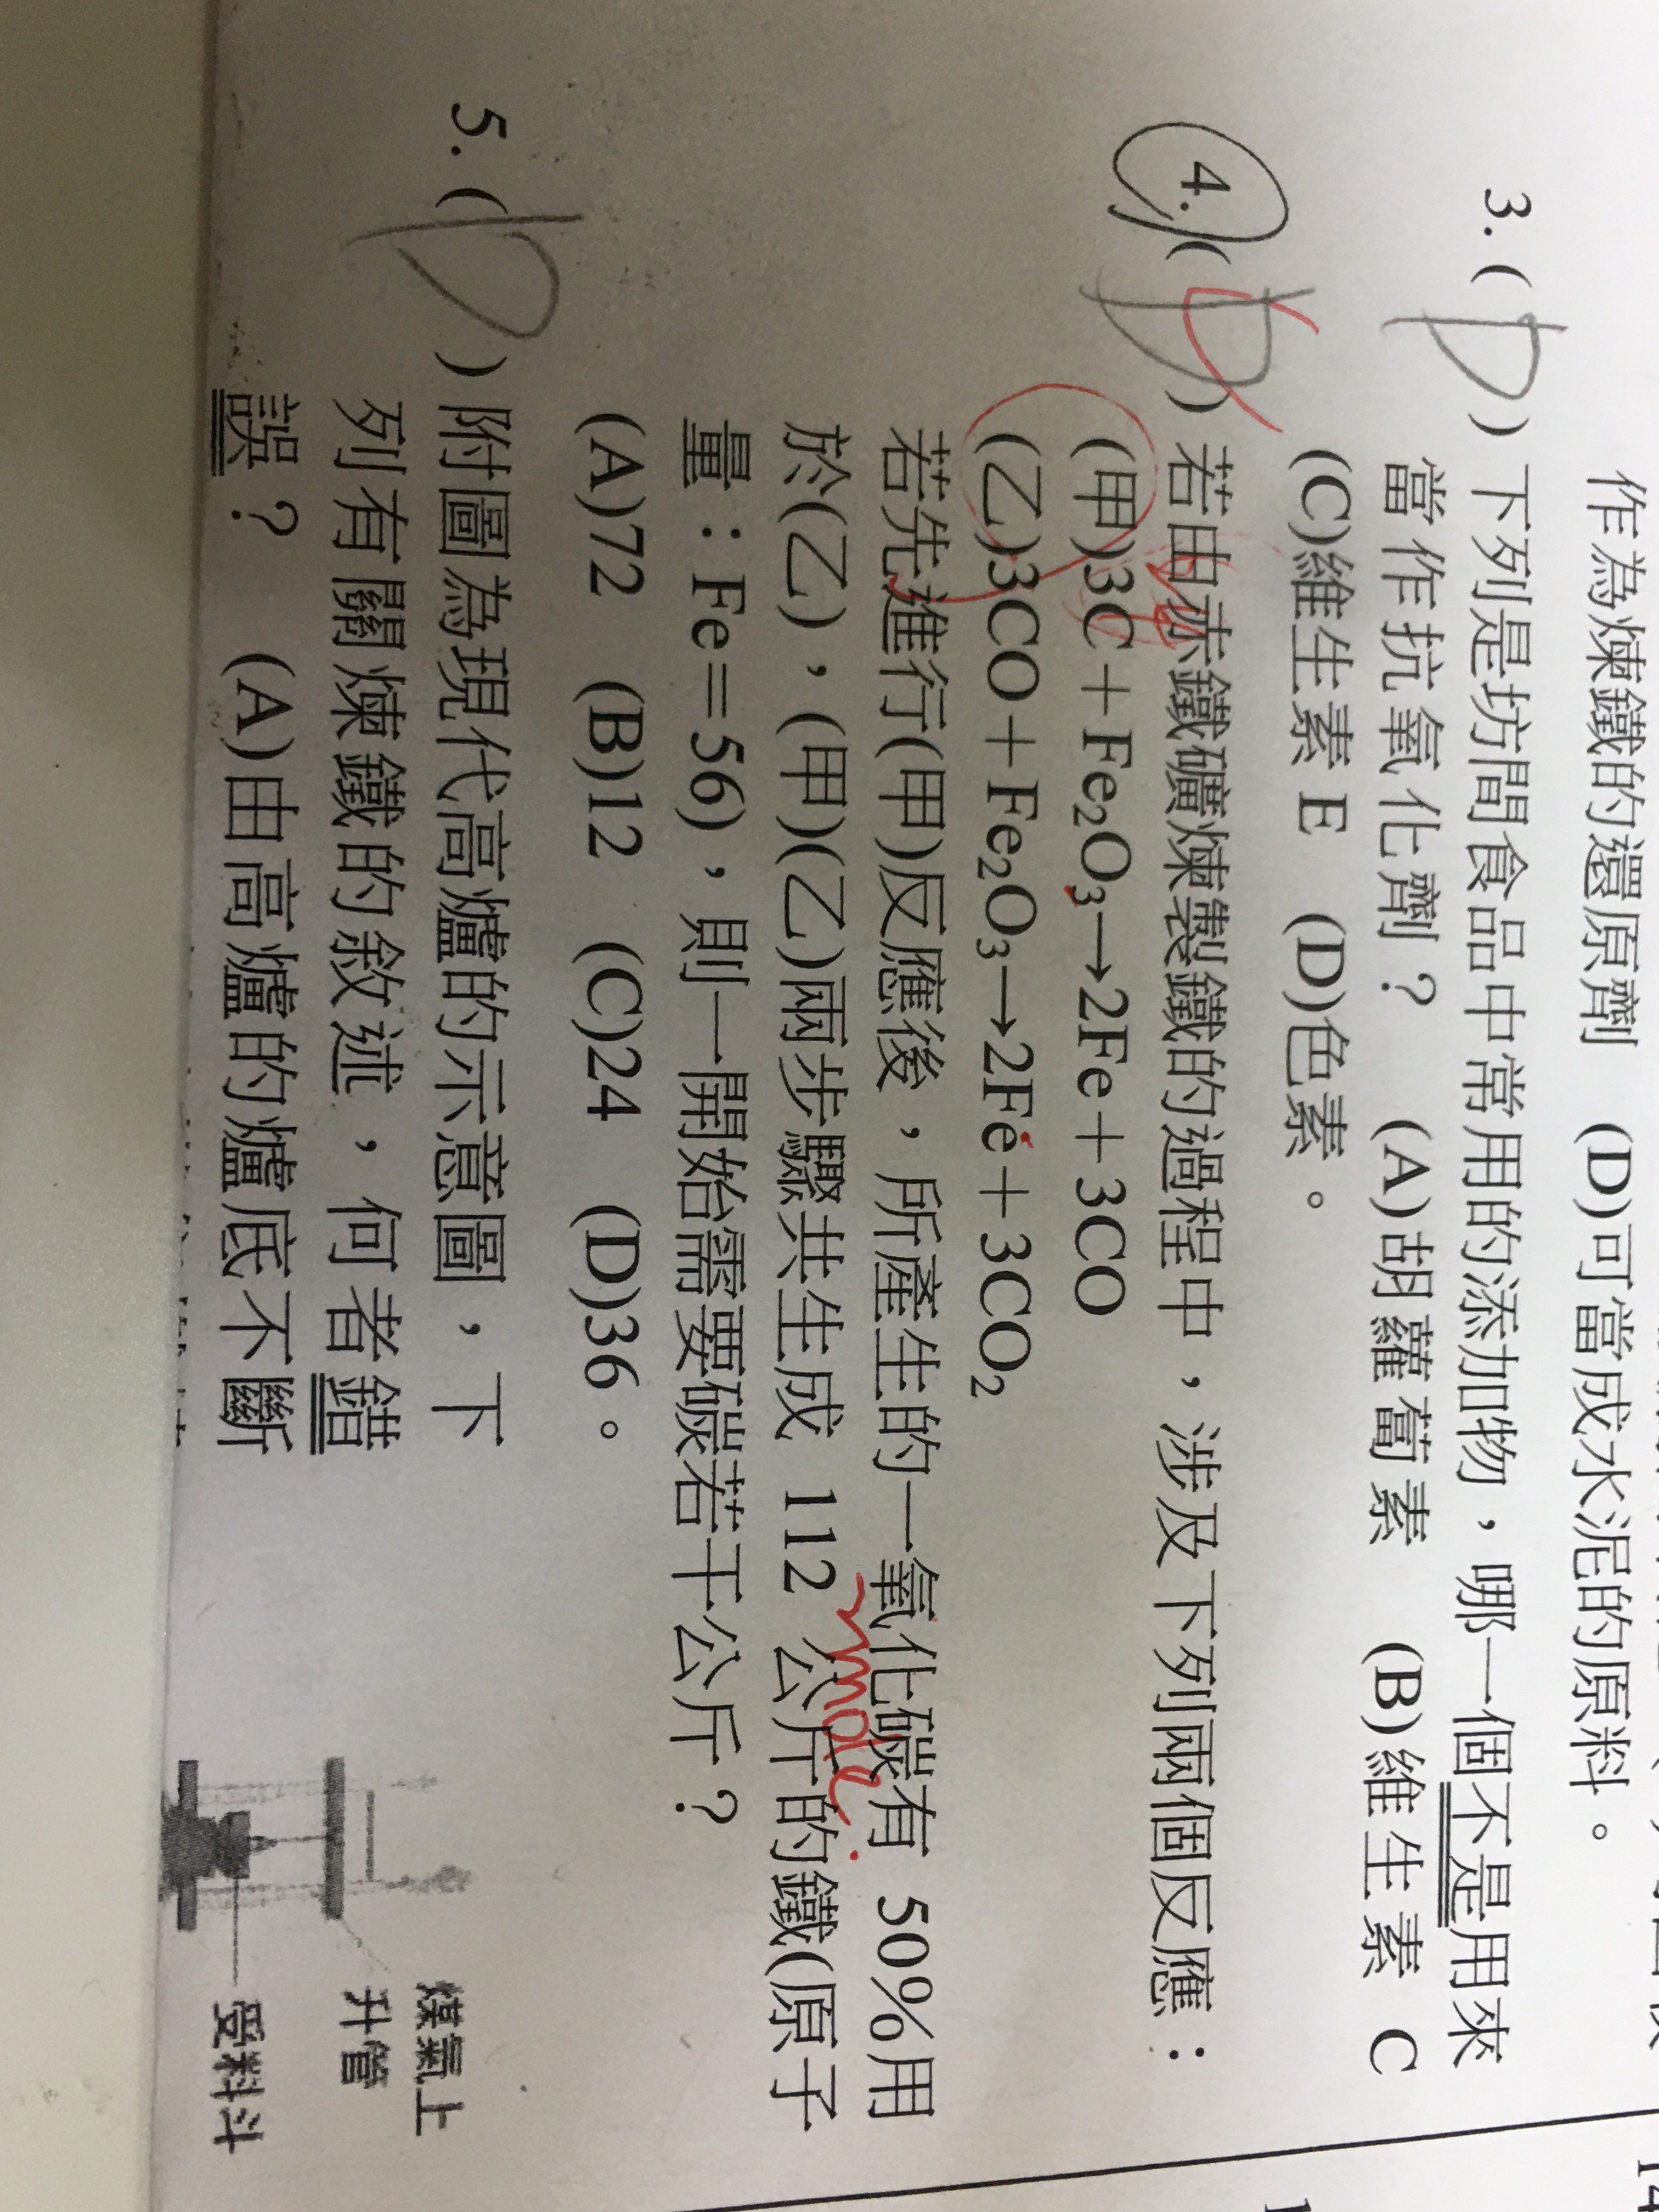 作為煉鐵的還原劑 (D)可當成水泥的原料。
3.( D )下列是坊間食品中常用的添加物，哪一個不是用來
當作抗氧化劑？ (A)胡蘿蔔素 (B)維生素 C
(C)維生素 E (D)色素。
4.( )若由赤鐵礦煉製鐵的過程中，涉及下列兩個反應：
(甲)3C＋Fe₂O₃→2Fe＋3CO
(乙)3CO＋Fe₂O₃→2Fe＋3CO₂
若先進行(甲)反應後，所產生的一氧化碳有 50%用
於(乙)，(甲)(乙)兩步驟共生成 112 公斤的鐵(原子
mole
量：Fe＝56)，則一開始需要碳若干公斤？
(A)72 (B)12 (C)24 (D)36。
5.( D )附圖為現代高爐的示意圖，下
列有關煉鐵的敘述，何者錯
誤？ (A)由高爐的爐底不斷
煤氣上
升管
受料斗